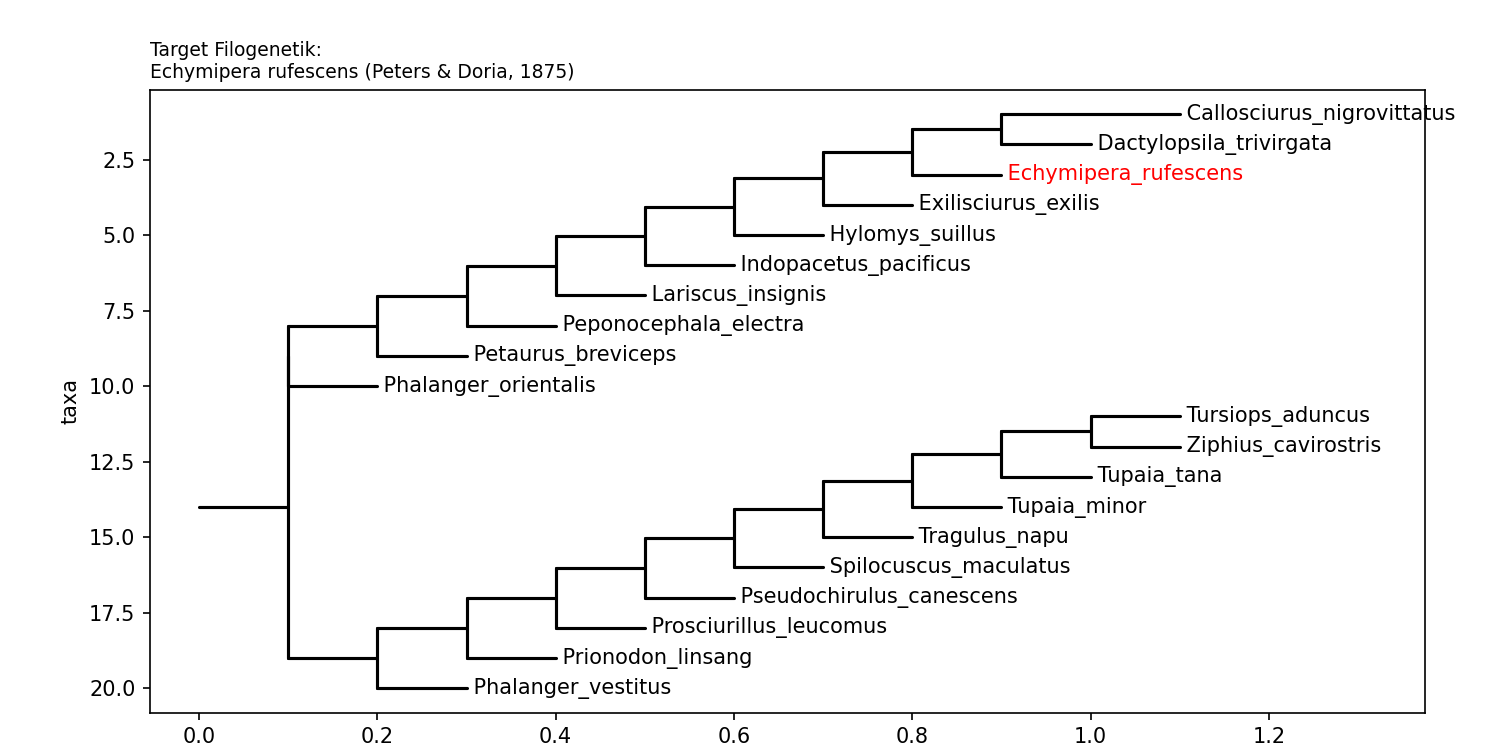 Target Filogenetik:
Echymipera rufescens (Peters & Doria, 1875)
Callosciurus_nigrovittatus
Dactylopsila_trivirgata
2.5
Echymipera_rufescens
Exilisciurus_exilis
5.0
Hylomys_suillus
Indopacetus_pacificus
Lariscus_insignis
7.5
Peponocephala_electra
Petaurus_breviceps
taxa
10.0
Phalanger_orientalis
Tursiops_aduncus
Ziphius_cavirostris
12.5
Tupaia_tana
Tupaia_minor
15.0
Tragulus_napu
Spilocuscus_maculatus
Pseudochirulus_canescens
17.5
Prosciurillus_leucomus
Prionodon_linsang
20.0
Phalanger_vestitus
0.0 0.2 0.4 0.6 0.8 1.0 1.2